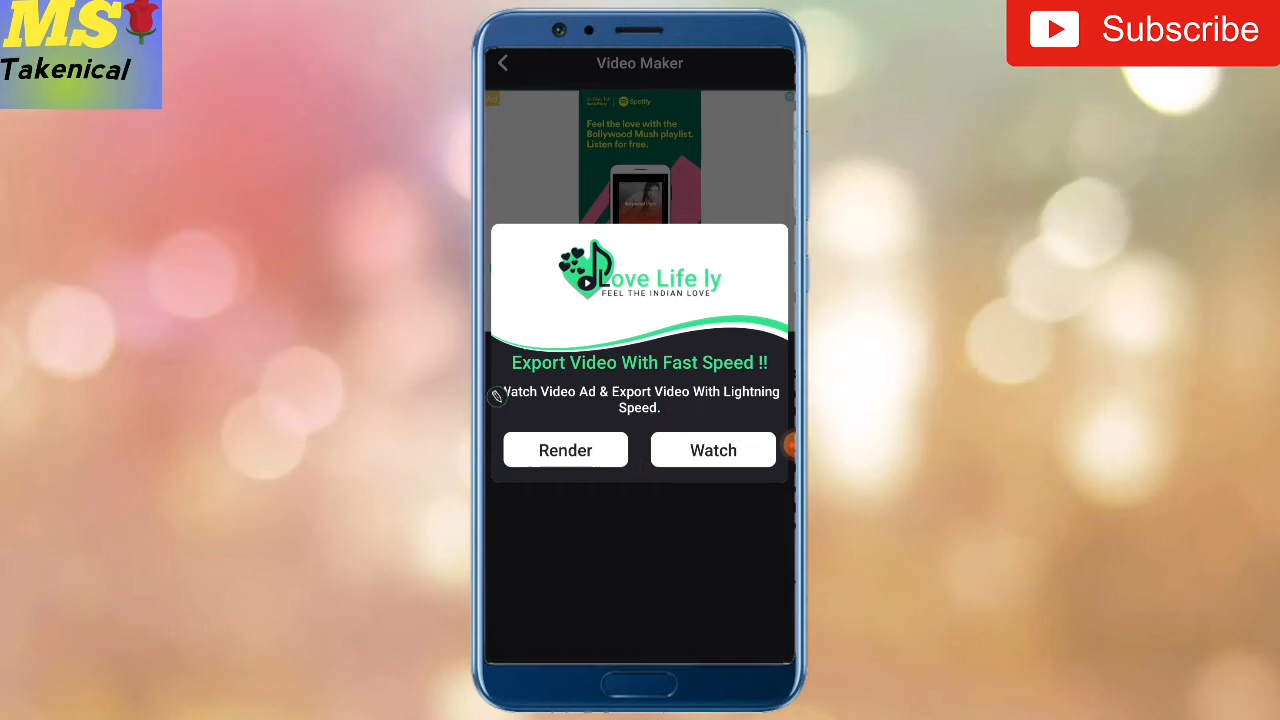 MS
Takenical
Subscribe
Video Maker
Ad
Spotify
Feel the love with the
Bollywood Mush playlist.
Listen for free.
Love Life ly
FEEL THE INDIAN LOVE
Export Video With Fast Speed !!
Watch Video Ad & Export Video With Lightning
Speed.
Render
Watch